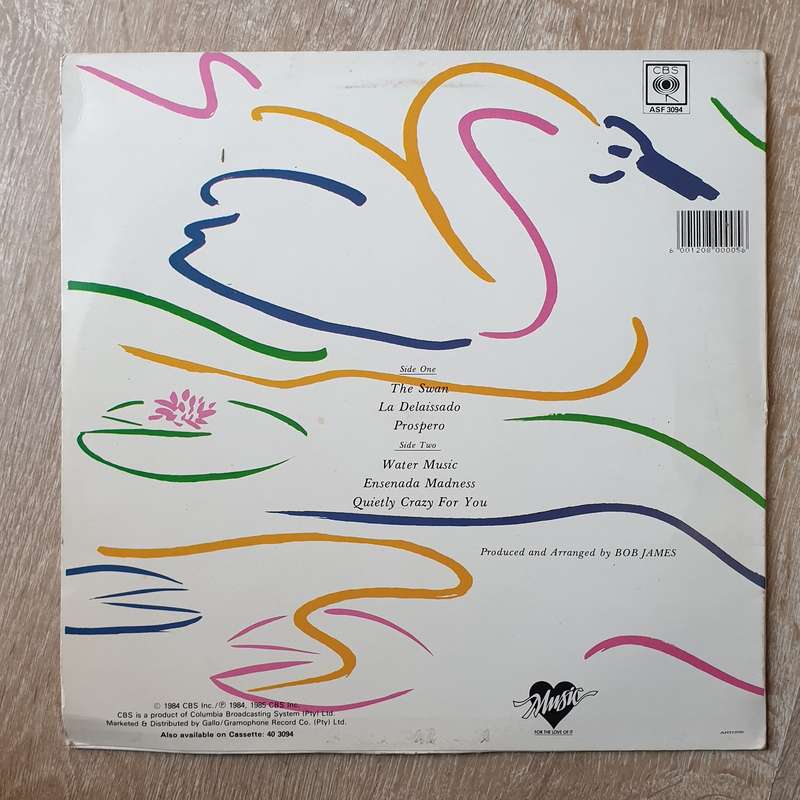 CBS
ASF 3094
6 001208 000056
Side One
The Swan
La Delaissado
Prospero
Side Two
Water Music
Ensenada Madness
Quietly Crazy For You
Produced and Arranged by BOB JAMES
© 1984 CBS Inc./Ⓟ 1984, 1985 CBS Inc.
CBS is a product of Columbia Broadcasting System (Pty) Ltd.
Marketed & Distributed by Gallo/Gramophone Record Co. (Pty) Ltd.
Also available on Cassette: 40 3094
Music
FOR THE LOVE OF IT